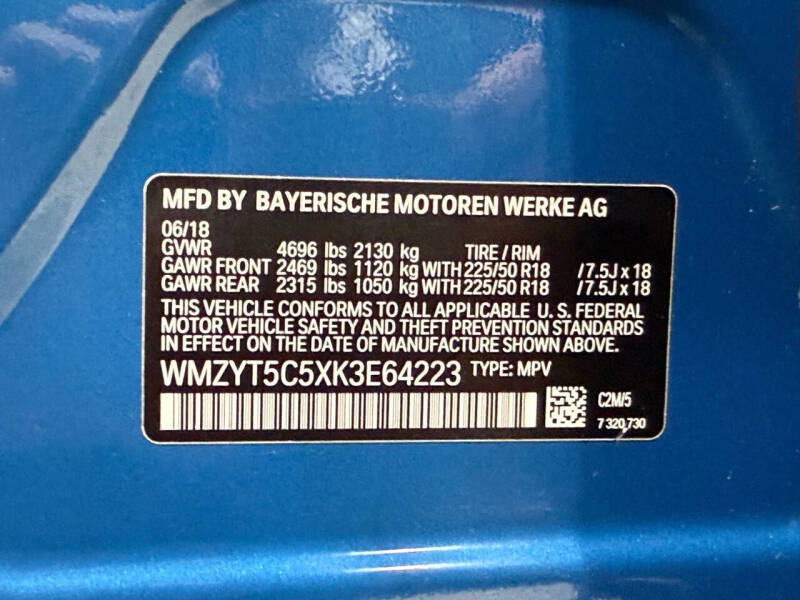 MFD BY BAYERISCHE MOTOREN WERKE AG
06/18
GVWR 4696 lbs 2130 kg TIRE / RIM
GAWR FRONT 2469 lbs 1120 kg WITH 225/50 R18 / 7.5J x 18
GAWR REAR 2315 lbs 1050 kg WITH 225/50 R18 / 7.5J x 18
THIS VEHICLE CONFORMS TO ALL APPLICABLE U. S. FEDERAL
MOTOR VEHICLE SAFETY AND THEFT PREVENTION STANDARDS
IN EFFECT ON THE DATE OF MANUFACTURE SHOWN ABOVE.
WMZYT5C5XK3E64223 TYPE: MPV
C2M/5
7 320 730